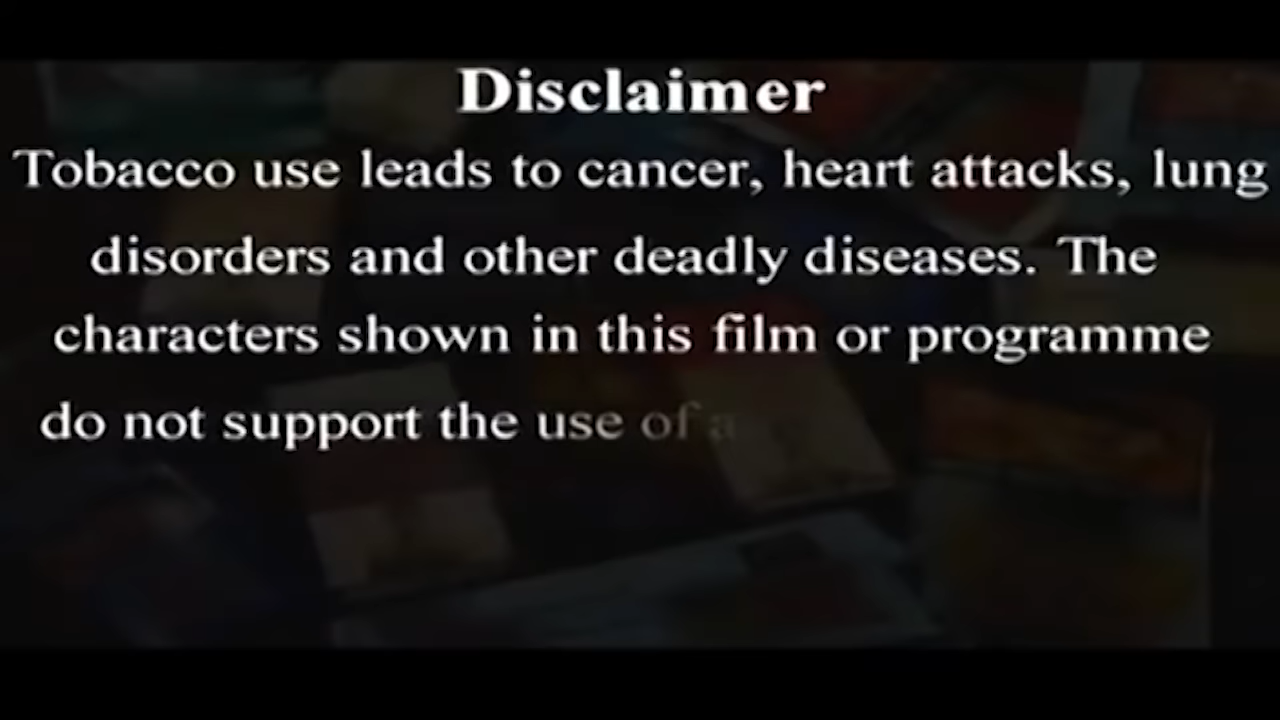 Disclaimer
Tobacco use leads to cancer, heart attacks, lung
disorders and other deadly diseases. The
characters shown in this film or programme
do not support the use of a